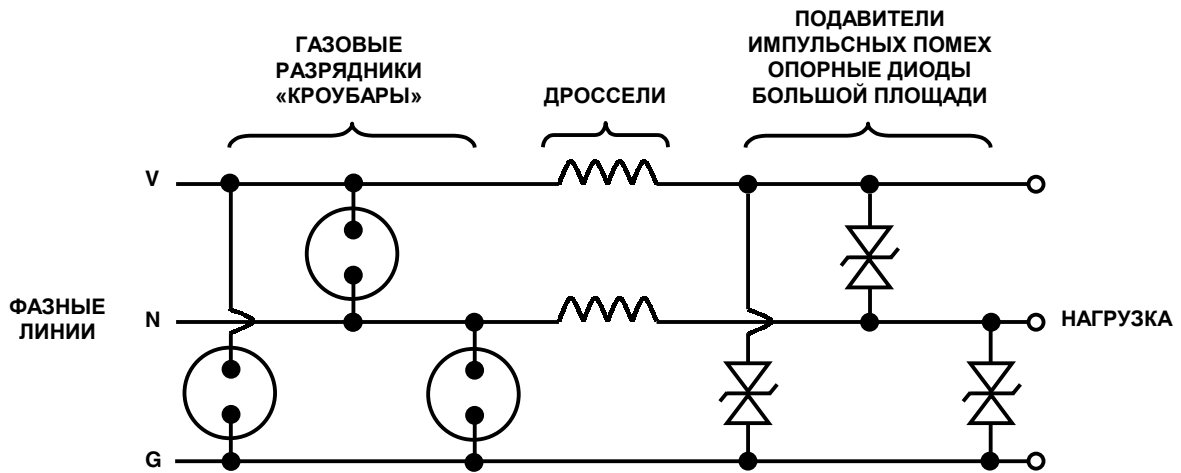 ГАЗОВЫЕ
РАЗРЯДНИКИ
«КРОУБАРЫ»
ДРОССЕЛИ
ПОДАВИТЕЛИ
ИМПУЛЬСНЫХ ПОМЕХ
ОПОРНЫЕ ДИОДЫ
БОЛЬШОЙ ПЛОЩАДИ
V
ФАЗНЫЕ
ЛИНИИ
N
НАГРУЗКА
G